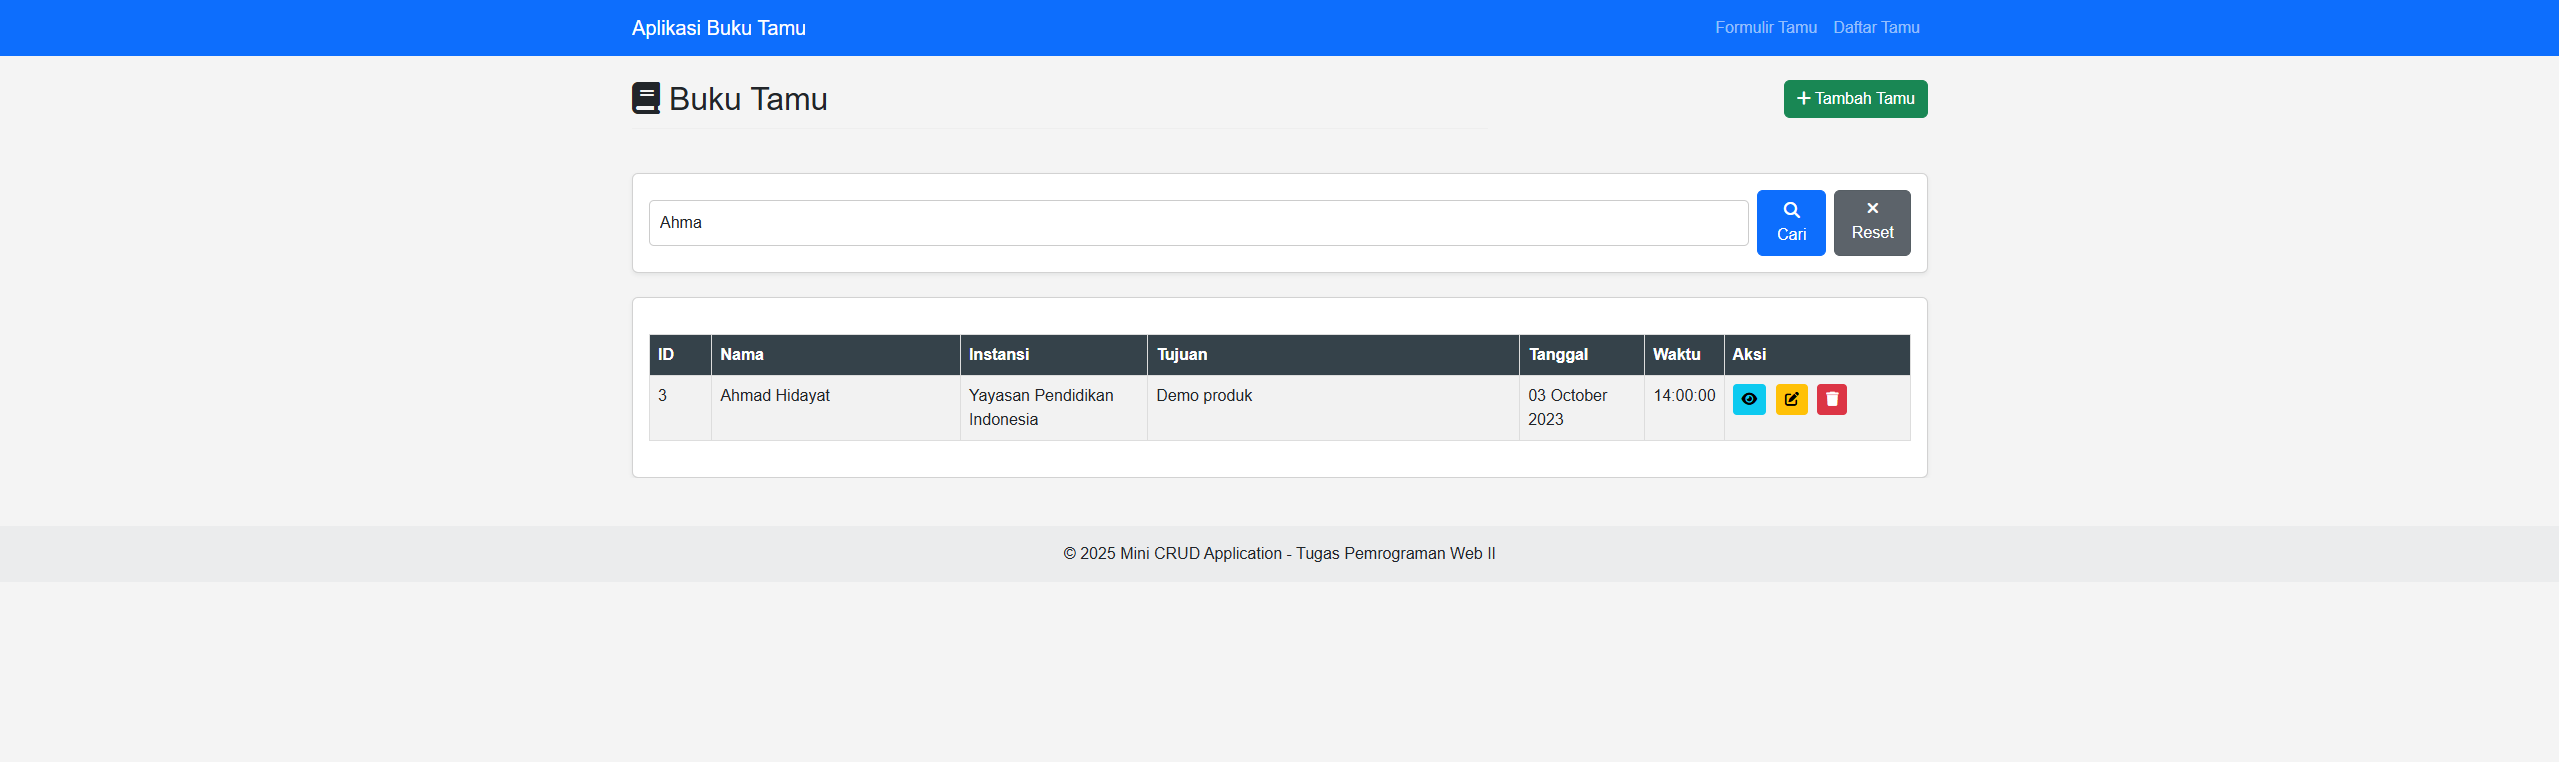 Aplikasi Buku Tamu
Formulir Tamu Daftar Tamu
Buku Tamu
Tambah Tamu
Ahma
Cari
Reset
ID Nama Instansi Tujuan Tanggal Waktu Aksi
3 Ahmad Hidayat Yayasan Pendidikan Demo produk 03 October 14:00:00
Indonesia 2023
© 2025 Mini CRUD Application - Tugas Pemrograman Web II